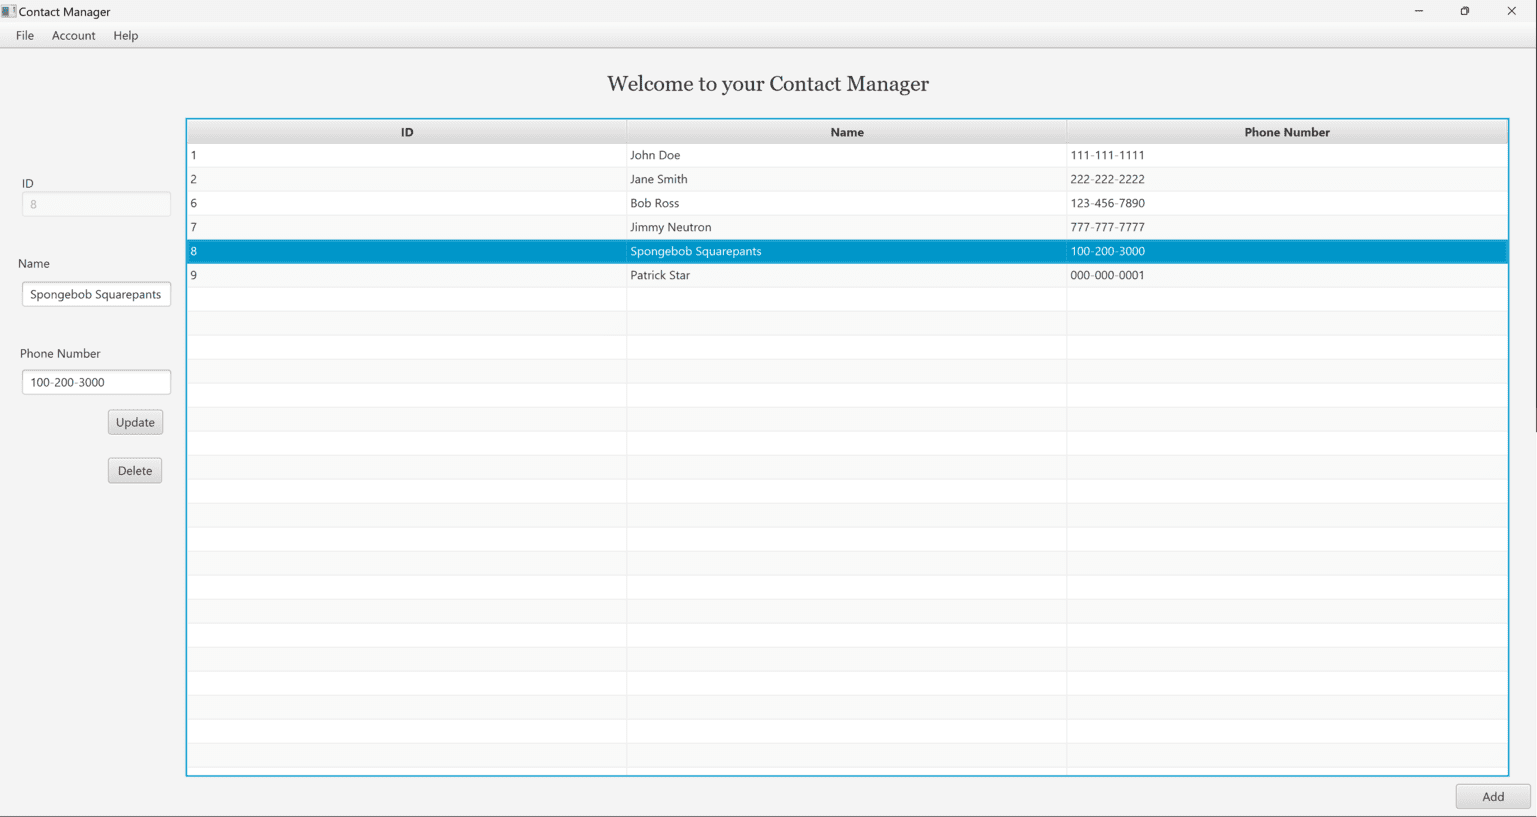 Contact Manager
File Account Help
Welcome to your Contact Manager
ID Name Phone Number
1 John Doe 111-111-1111
2 Jane Smith 222-222-2222
6 Bob Ross 123-456-7890
7 Jimmy Neutron 777-777-7777
8 Spongebob Squarepants 100-200-3000
9 Patrick Star 000-000-0001
ID
8
Name
Spongebob Squarepants
Phone Number
100-200-3000
Update
Delete
Add